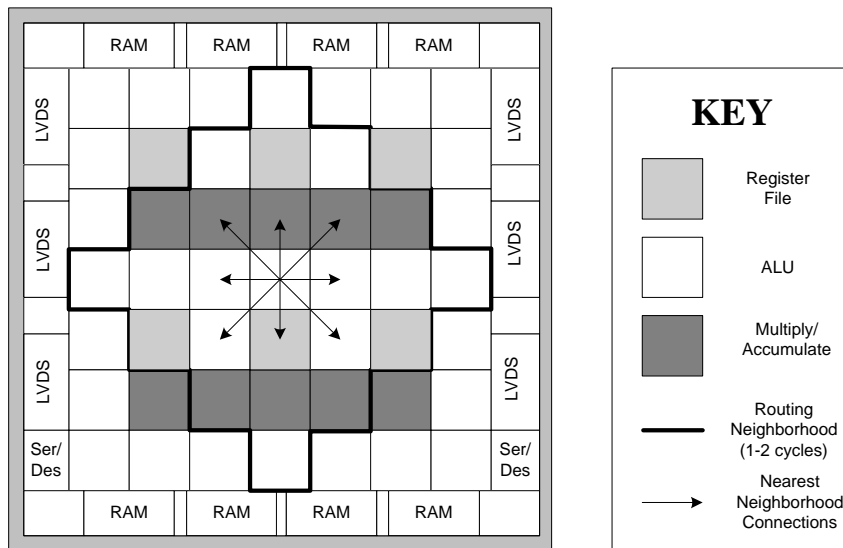 RAM RAM RAM RAM
LVDS LVDS
LVDS LVDS
LVDS LVDS
Ser/ Ser/
Des Des
RAM RAM RAM RAM
KEY
Register
File
ALU
Multiply/
Accumulate
Routing
Neighborhood
(1-2 cycles)
Nearest
Neighborhood
Connections